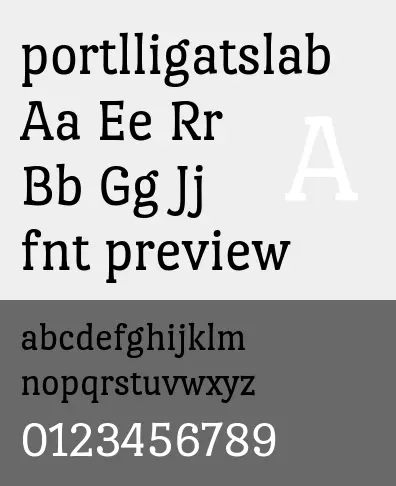 portlligatslab
Aa Ee Rr
A
Bb Gg Jj
fnt preview
abcdefghijklm
nopqrstuvwxyz
0123456789